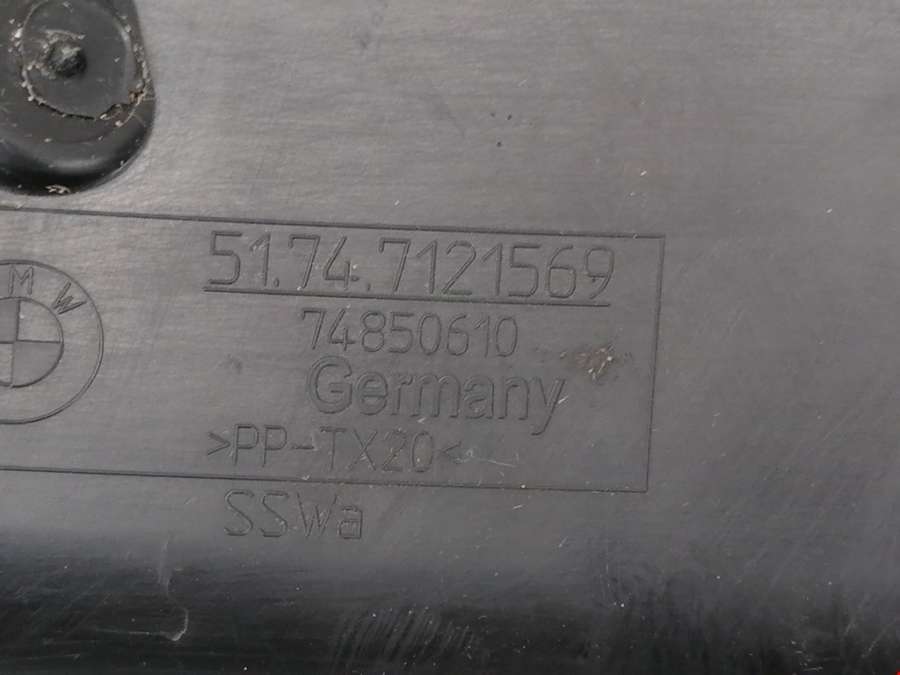 BMW
51.74.7121569
74850610
Germany
>PP-TX20<
SSWa